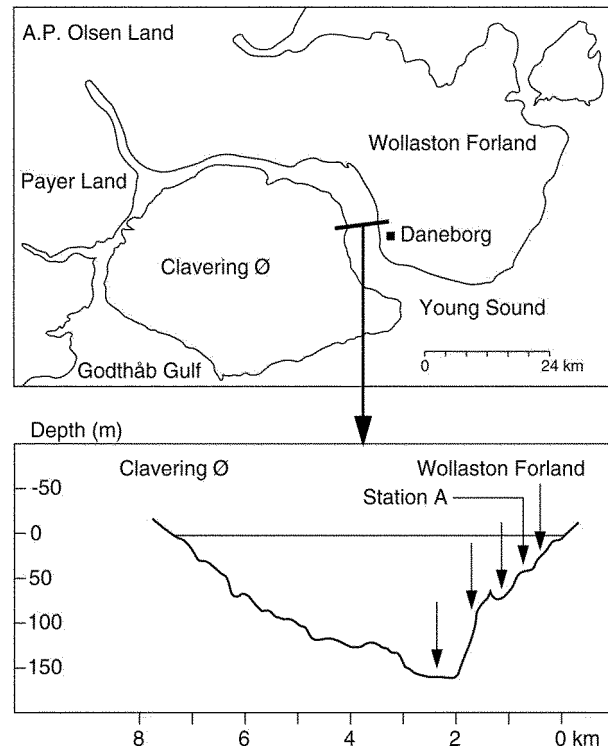 A.P. Olsen Land
Wollaston Forland
Payer Land
Daneborg
Clavering Ø
Young Sound
0 24 km
Godthåb Gulf
Depth (m)
Clavering Ø Wollaston Forland
-50 Station A
0
50
100
150
8 6 4 2 0 km